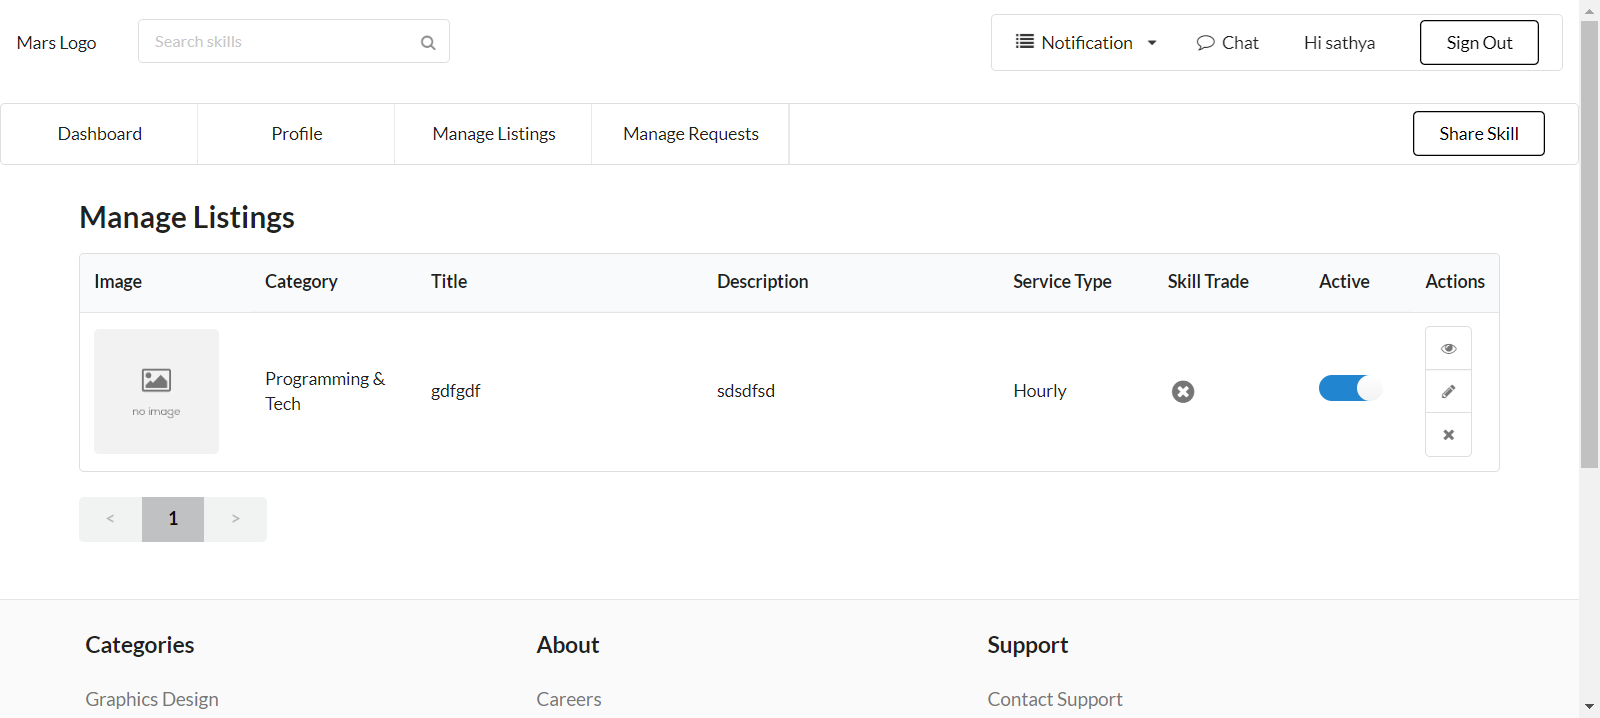 Mars Logo
Search skills
Notification
Chat
Hi sathya
Sign Out
Dashboard
Profile
Manage Listings
Manage Requests
Share Skill
Manage Listings
Image Category Title Description Service Type Skill Trade Active Actions
no image
Programming &
Tech
gdfgdf
sdsdfsd
Hourly
< 1 >
Categories About Support
Graphics Design Careers Contact Support